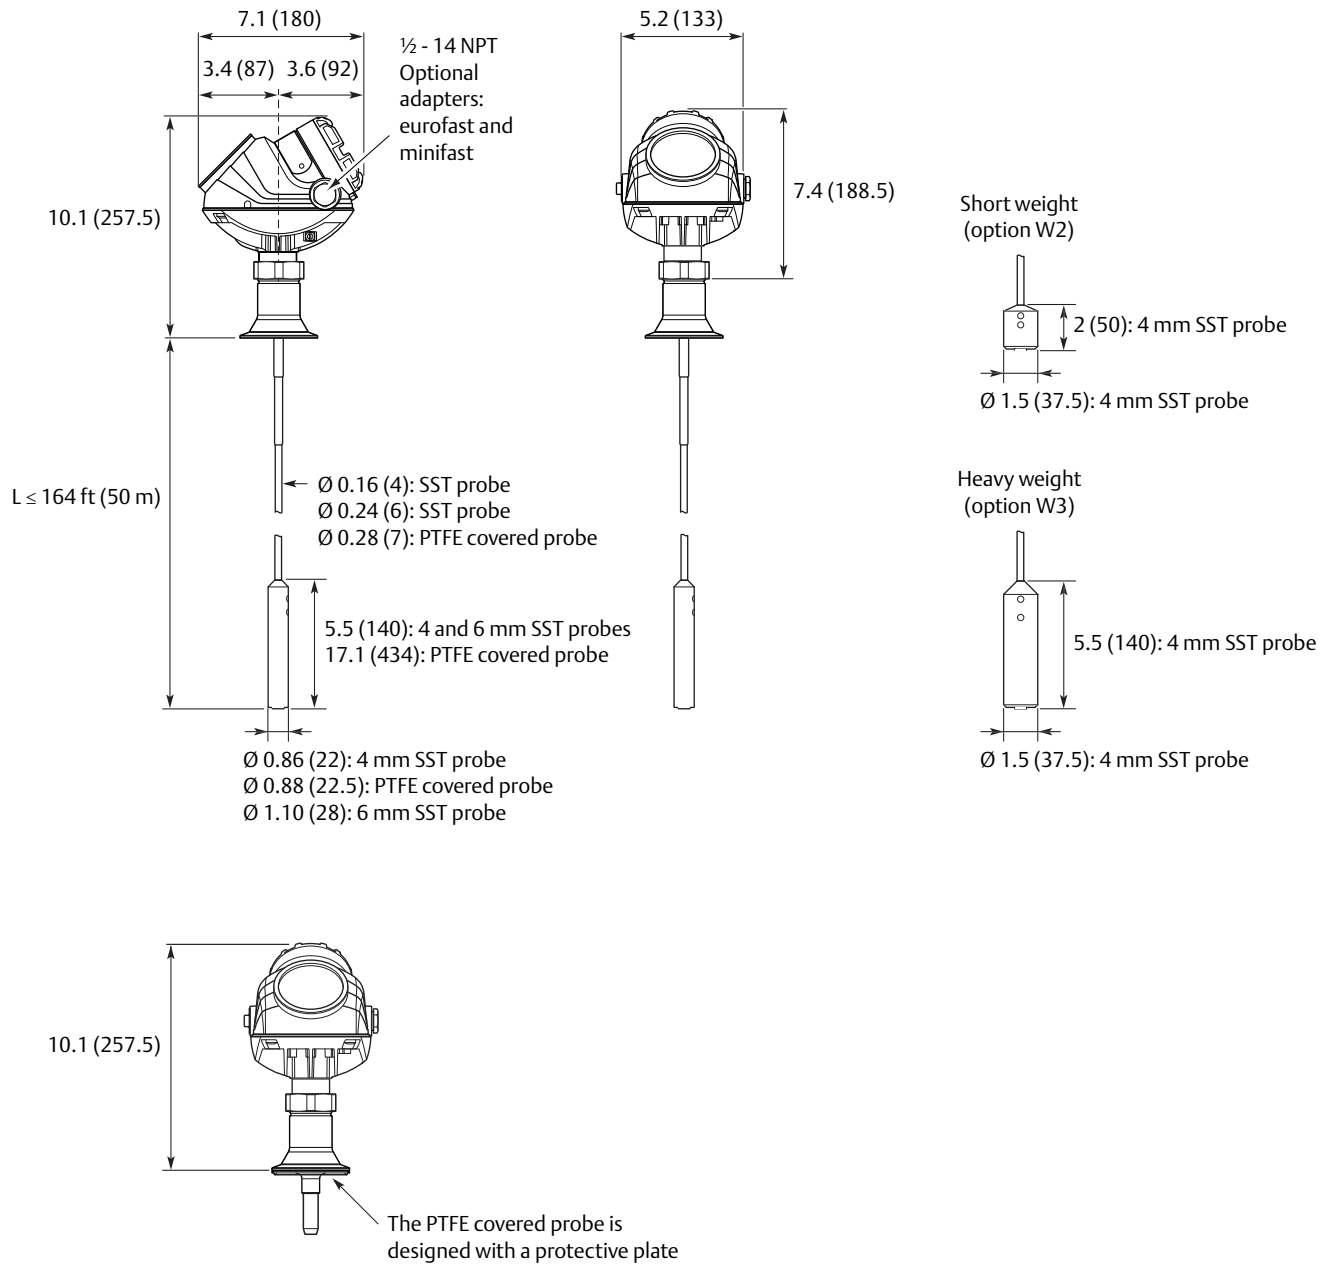 7.1 (180)
3.4 (87)
3.6 (92)
½ - 14 NPT
Optional
adapters:
eurofast and
minifast
10.1 (257.5)
5.2 (133)
7.4 (188.5)
Short weight
(option W2)
2 (50): 4 mm SST probe
Ø 1.5 (37.5): 4 mm SST probe
L ≤ 164 ft (50 m)
Ø 0.16 (4): SST probe
Ø 0.24 (6): SST probe
Ø 0.28 (7): PTFE covered probe
5.5 (140): 4 and 6 mm SST probes
17.1 (434): PTFE covered probe
Ø 0.86 (22): 4 mm SST probe
Ø 0.88 (22.5): PTFE covered probe
Ø 1.10 (28): 6 mm SST probe
Heavy weight
(option W3)
5.5 (140): 4 mm SST probe
Ø 1.5 (37.5): 4 mm SST probe
10.1 (257.5)
The PTFE covered probe is
designed with a protective plate